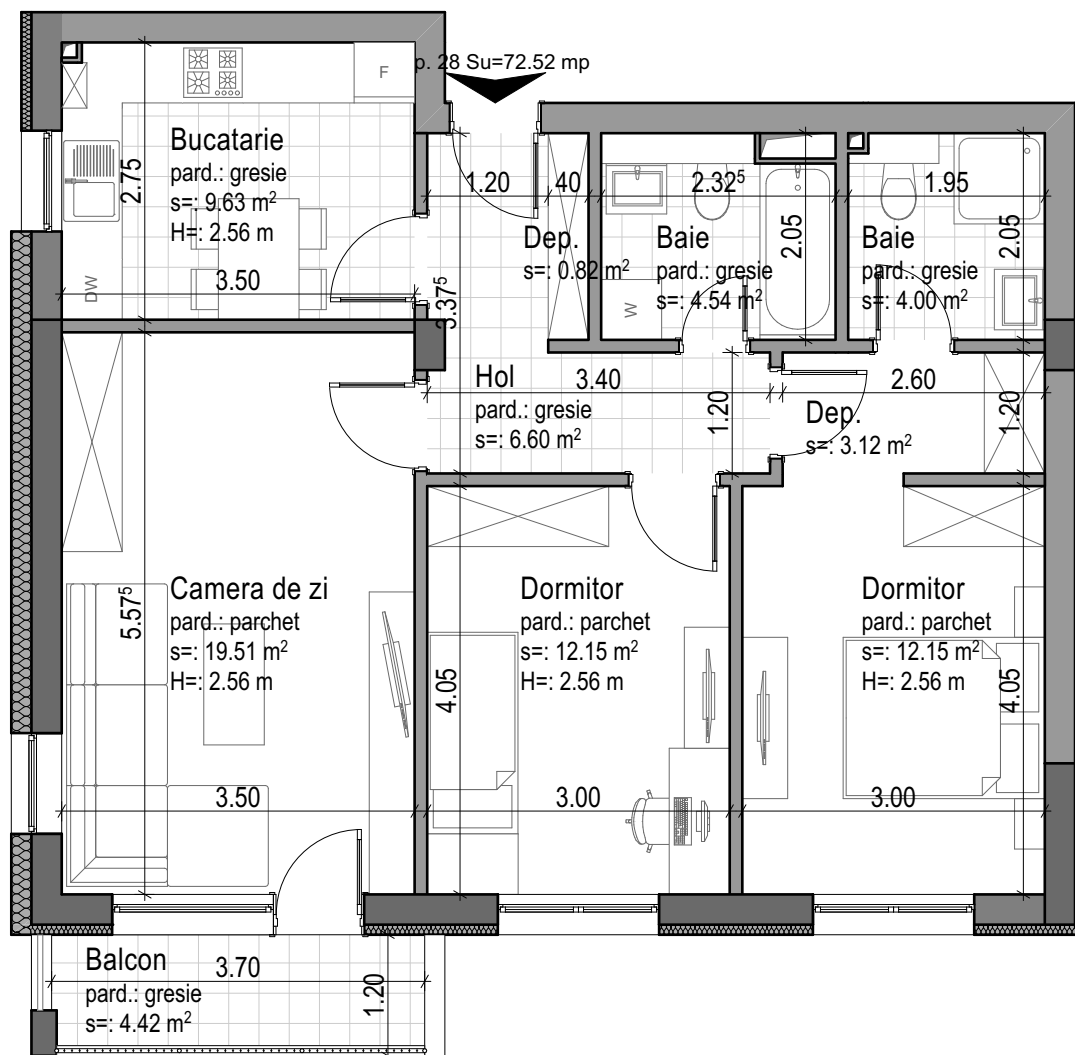 p. 28 Su=72.52 mp
F
Bucatarie
pard.: gresie
s=: 9.63 m²
H=: 2.56 m
2.75
3.50
DW
1.20
40
2.32⁵
1.95
Dep.
s=: 0.82 m²
Baie
pard.: gresie
s=: 4.54 m²
2.05
W
Baie
pard.: gresie
s=: 4.00 m²
2.05
3.37⁵
Hol
pard.: gresie
s=: 6.60 m²
3.40
1.20
2.60
Dep.
s=: 3.12 m²
1.20
Camera de zi
pard.: parchet
s=: 19.51 m²
H=: 2.56 m
5.57⁵
3.50
Dormitor
pard.: parchet
s=: 12.15 m²
H=: 2.56 m
4.05
3.00
Dormitor
pard.: parchet
s=: 12.15 m²
H=: 2.56 m
4.05
3.00
Balcon
pard.: gresie
s=: 4.42 m²
3.70
1.20